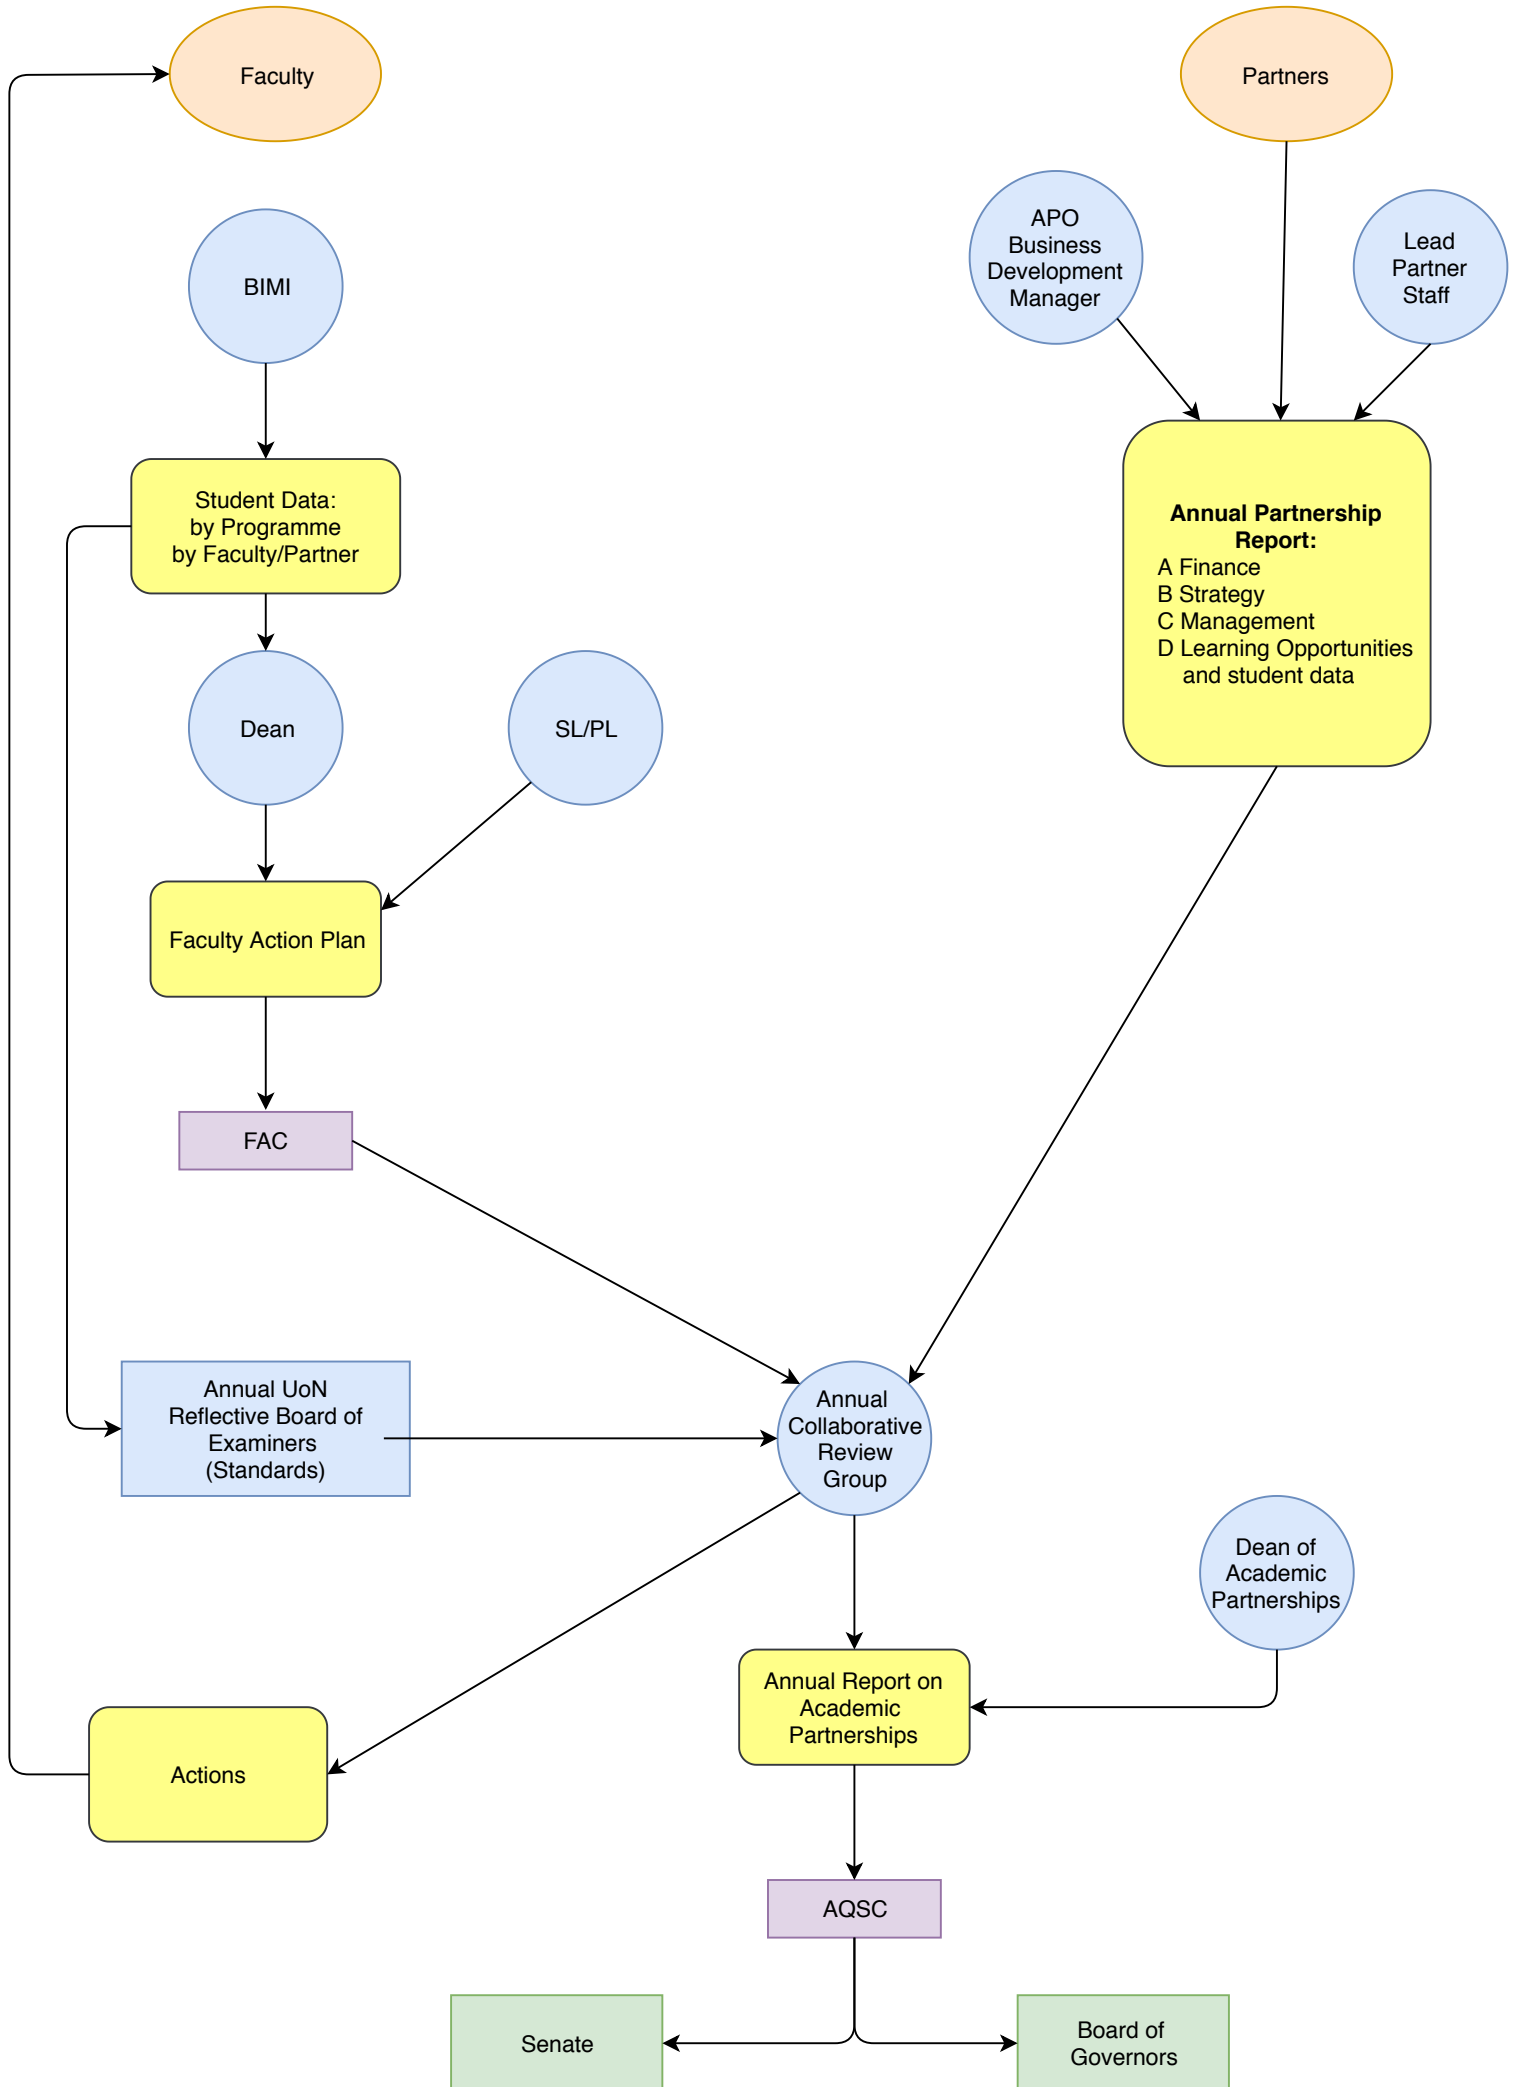 Faculty
Partners
APO
Business
Development
Manager
Lead
Partner
Staff
BIMI
Student Data:
by Programme
by Faculty/Partner
Annual Partnership
Report:
A Finance
B Strategy
C Management
D Learning Opportunities
and student data
Dean
SL/PL
Faculty Action Plan
FAC
Annual UoN
Reflective Board of
Examiners
(Standards)
Annual
Collaborative
Review
Group
Dean of
Academic
Partnerships
Annual Report on
Academic
Partnerships
Actions
AQSC
Senate
Board of
Governors